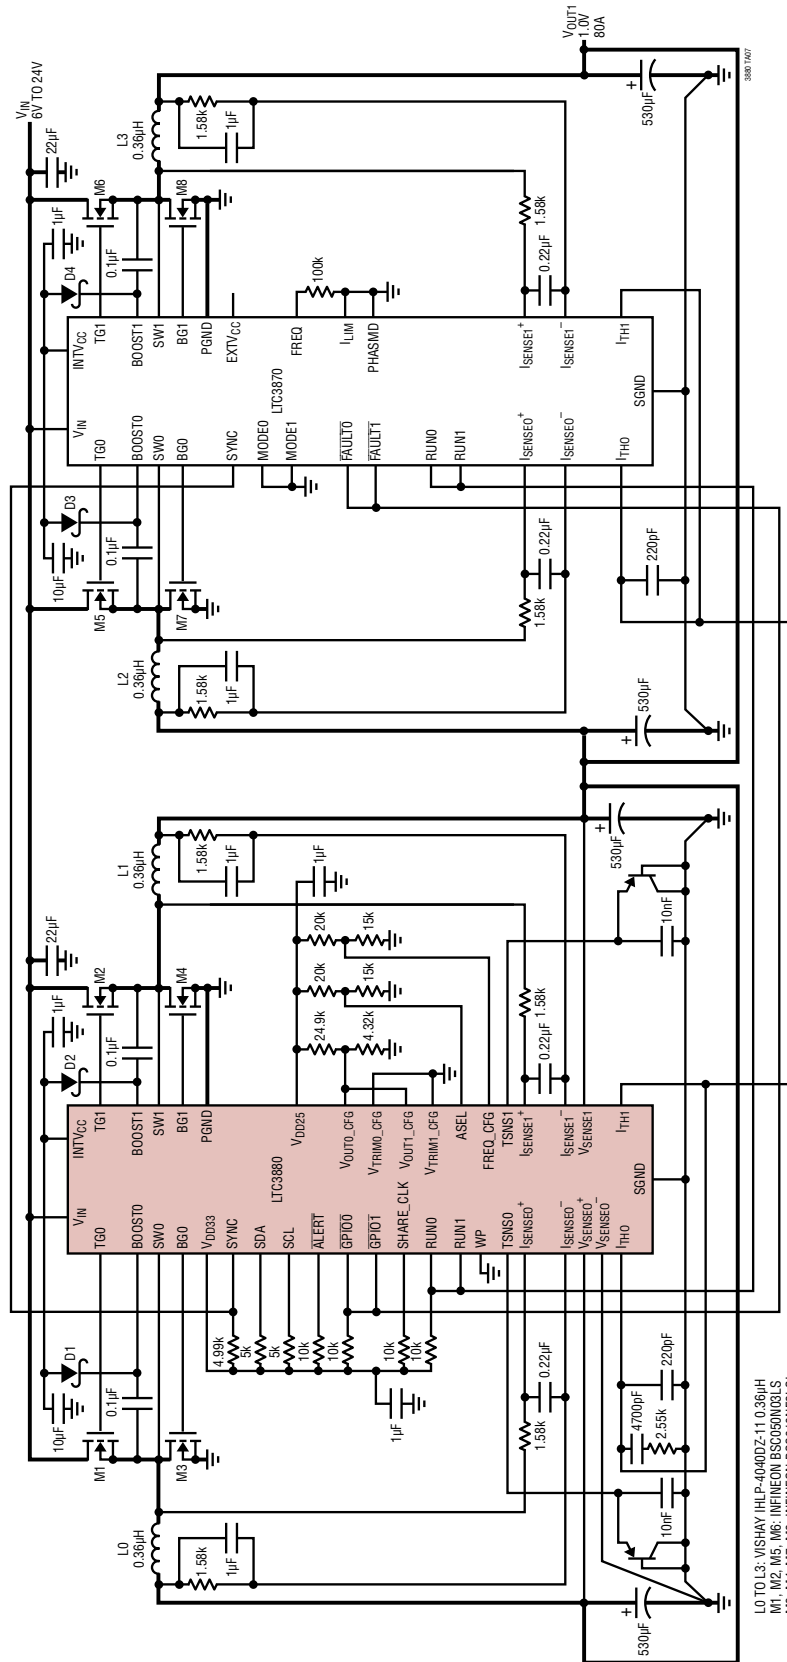 VIN
6V TO 24V
22µF
1µF
D4
0.1µF
M6
M8
L3
0.36µH
1.58k
1µF
VOUT1
1.0V
80A
530µF
+
3880 TA07
VIN
INTVCC
TG1
BOOST1
SW1
BG1
PGND
EXTVCC
FREQ
100k
ILIM
PHASMD
ISENSE1+
ISENSE1–
ITH1
1.58k
0.22µF
LTC3870
TG0
BOOST0
SW0
BG0
SYNC
MODE0
MODE1
FAULT0
FAULT1
RUN0
RUN1
ISENSE0+
ISENSE0–
ITH0
SGND
10µF
D3
0.1µF
M5
M7
L2
0.36µH
1.58k
1µF
1.58k
0.22µF
220pF
530µF
+
22µF
1µF
D2
0.1µF
M2
M4
L1
0.36µH
1.58k
1µF
530µF
+
1µF
20k
15k
20k
15k
24.9k
4.32k
1.58k
0.22µF
10nF
VIN
INTVCC
TG1
BOOST1
SW1
BG1
PGND
VDD25
VOUT0_CFG
VTRIM0_CFG
VOUT1_CFG
VTRIM1_CFG
ASEL
FREQ_CFG
TSNS1
ISENSE1+
ISENSE1–
VSENSE1
ITH1
LTC3880
TG0
BOOST0
SW0
BG0
VDD33
SYNC
SDA
SCL
ALERT
GPIO0
GPIO1
SHARE_CLK
RUN0
RUN1
WP
TSNS0
ISENSE0+
ISENSE0–
VSENSE0+
VSENSE0–
ITH0
SGND
10µF
D1
0.1µF
M1
M3
4.99k
5k
5k
10k
10k
10k
10k
1µF
L0
0.36µH
1.58k
1µF
1.58k
0.22µF
4700pF
2.55k
220pF
10nF
530µF
+
L0 TO L3: VISHAY IHLP-4040DZ-11 0.36µH
M1, M2, M5, M6: INFINEON BSC050N03LS